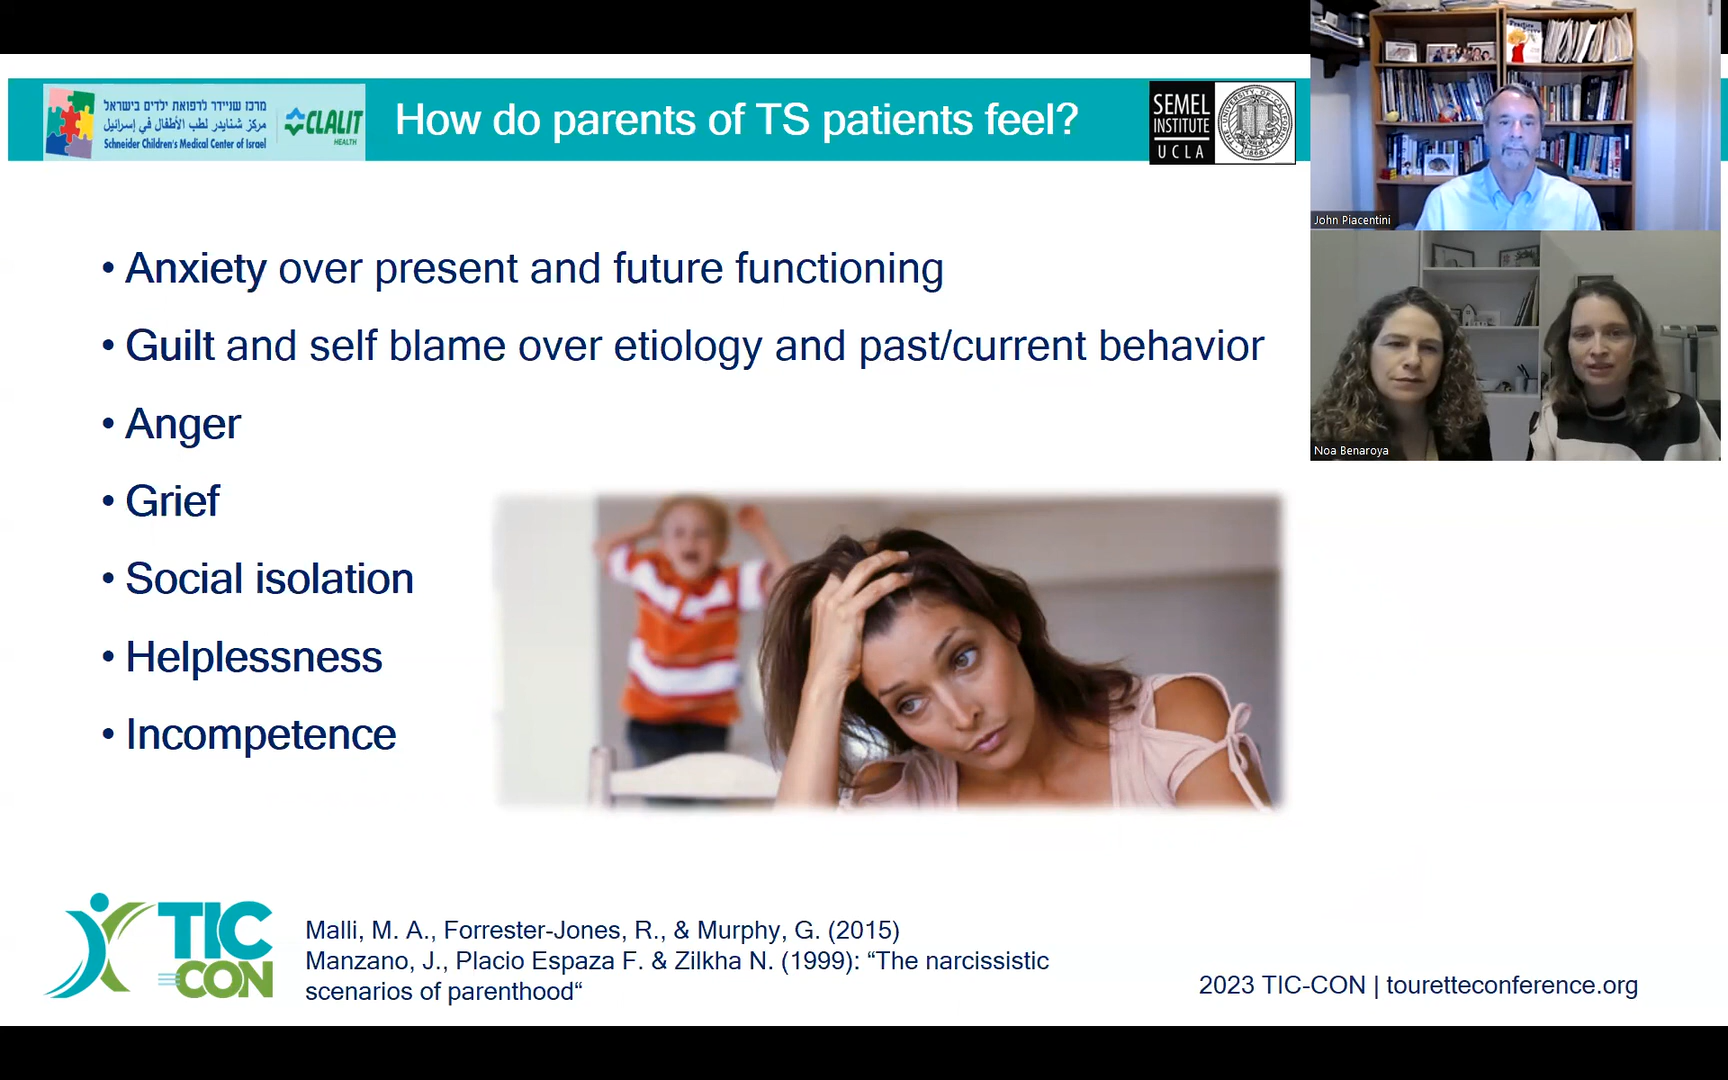 מרכז שניידר לרפואת ילדים בישראל
مركز شنايدر لطب الأطفال في إسرائيل
Schneider Children's Medical Center of Israel
CLALIT
HEALTH
How do parents of TS patients feel?
SEMEL
INSTITUTE
UCLA
John Piacentini
Noa Benaroya
• Anxiety over present and future functioning
• Guilt and self blame over etiology and past/current behavior
• Anger
• Grief
• Social isolation
• Helplessness
• Incompetence
TIC
CON
Malli, M. A., Forrester-Jones, R., & Murphy, G. (2015)
Manzano, J., Placio Espaza F. & Zilkha N. (1999): “The narcissistic
scenarios of parenthood“
2023 TIC-CON | touretteconference.org